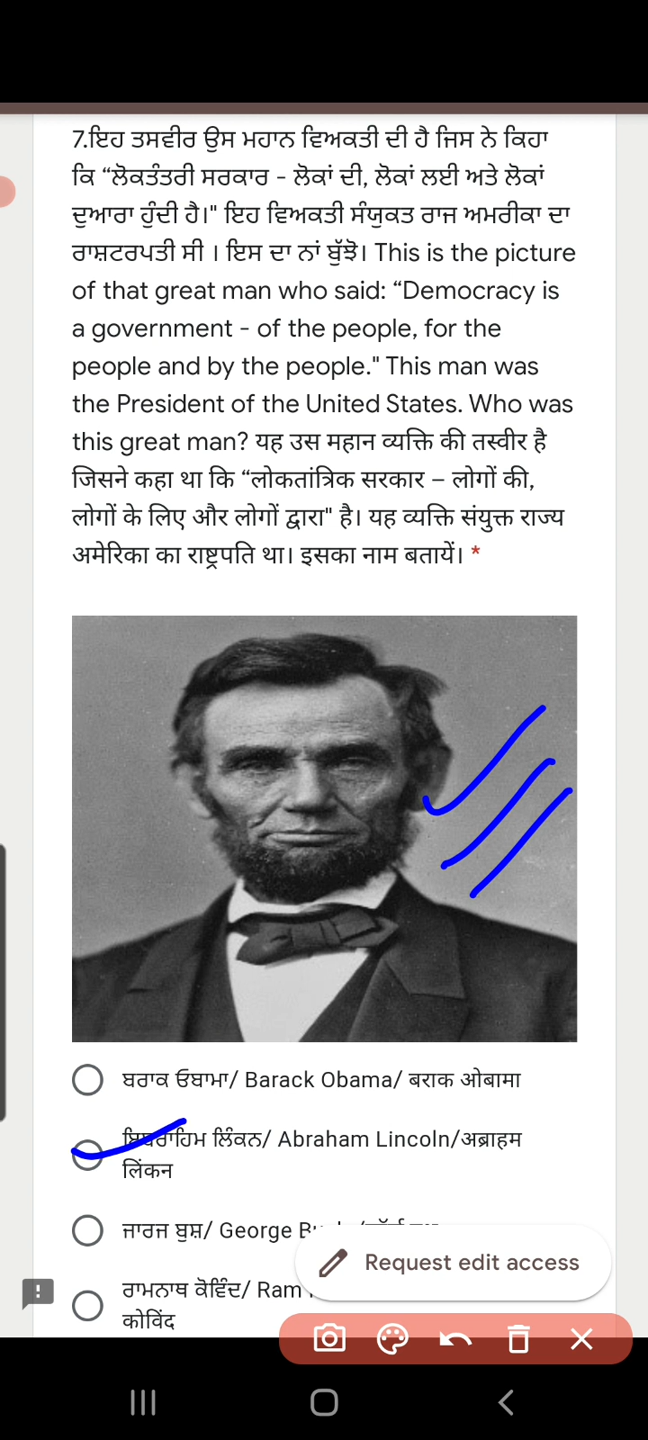 7.ਇਹ ਤਸਵੀਰ ਉਸ ਮਹਾਨ ਵਿਅਕਤੀ ਦੀ ਹੈ ਜਿਸ ਨੇ ਕਿਹਾ
ਕਿ “ਲੋਕਤੰਤਰੀ ਸਰਕਾਰ - ਲੋਕਾਂ ਦੀ, ਲੋਕਾਂ ਲਈ ਅਤੇ ਲੋਕਾਂ
ਦੁਆਰਾ ਹੁੰਦੀ ਹੈ।" ਇਹ ਵਿਅਕਤੀ ਸੰਯੁਕਤ ਰਾਜ ਅਮਰੀਕਾ ਦਾ
ਰਾਸ਼ਟਰਪਤੀ ਸੀ । ਇਸ ਦਾ ਨਾਂ ਬੁੱਝੋ। This is the picture
of that great man who said: “Democracy is
a government - of the people, for the
people and by the people." This man was
the President of the United States. Who was
this great man? यह उस महान व्यक्ति की तस्वीर है
जिसने कहा था कि “लोकतांत्रिक सरकार – लोगों की,
लोगों के लिए और लोगों द्वारा" है। यह व्यक्ति संयुक्त राज्य
अमेरिका का राष्ट्रपति था। इसका नाम बतायें। *
ਬਰਾਕ ਓਬਾਮਾ/ Barack Obama/ बराक ओबामा
ਇਬਰਾਹਿਮ ਲਿੰਕਨ/ Abraham Lincoln/अब्राहम
लिंकन
ਜਾਰਜ ਬੁਸ਼/ George
ਰਾਮਨਾਥ ਕੋਵਿੰਦ/ Ram
कोविंद
Request edit access